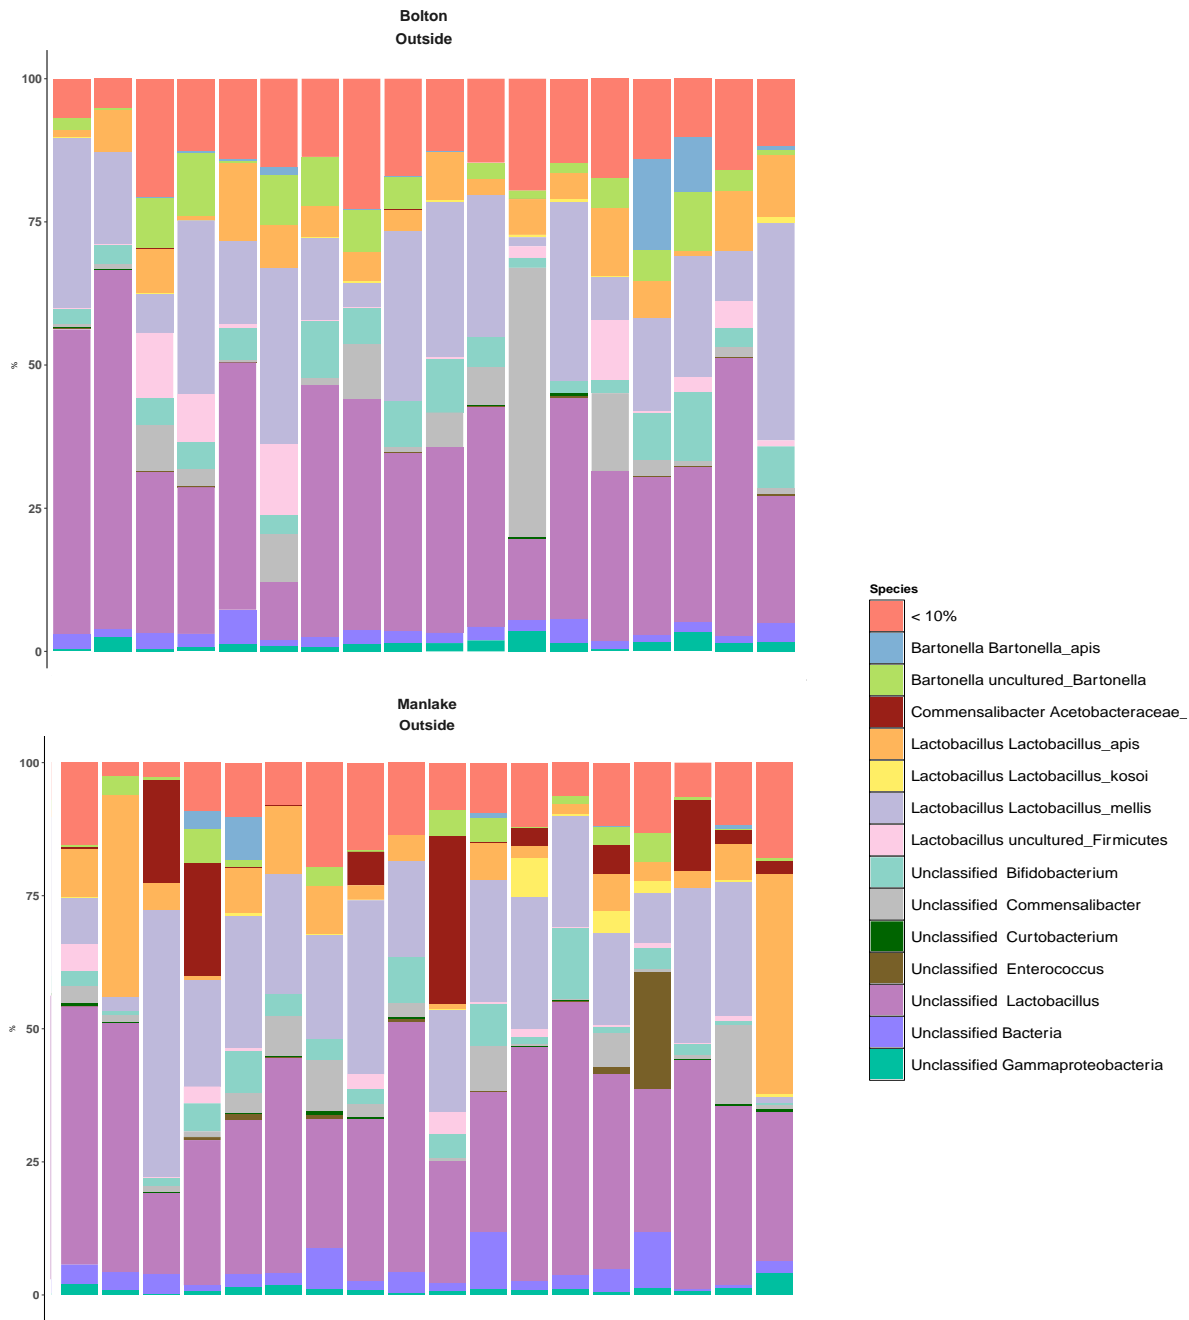 Bolton
Outside
100
75
50
25
0
%
Manlake
Outside
100
75
50
25
0
%
Species
< 10%
Bartonella Bartonella_apis
Bartonella uncultured_Bartonella
Commensalibacter Acetobacteraceae_
Lactobacillus Lactobacillus_apis
Lactobacillus Lactobacillus_kosoi
Lactobacillus Lactobacillus_mellis
Lactobacillus uncultured_Firmicutes
Unclassified Bifidobacterium
Unclassified Commensalibacter
Unclassified Curtobacterium
Unclassified Enterococcus
Unclassified Lactobacillus
Unclassified Bacteria
Unclassified Gammaproteobacteria